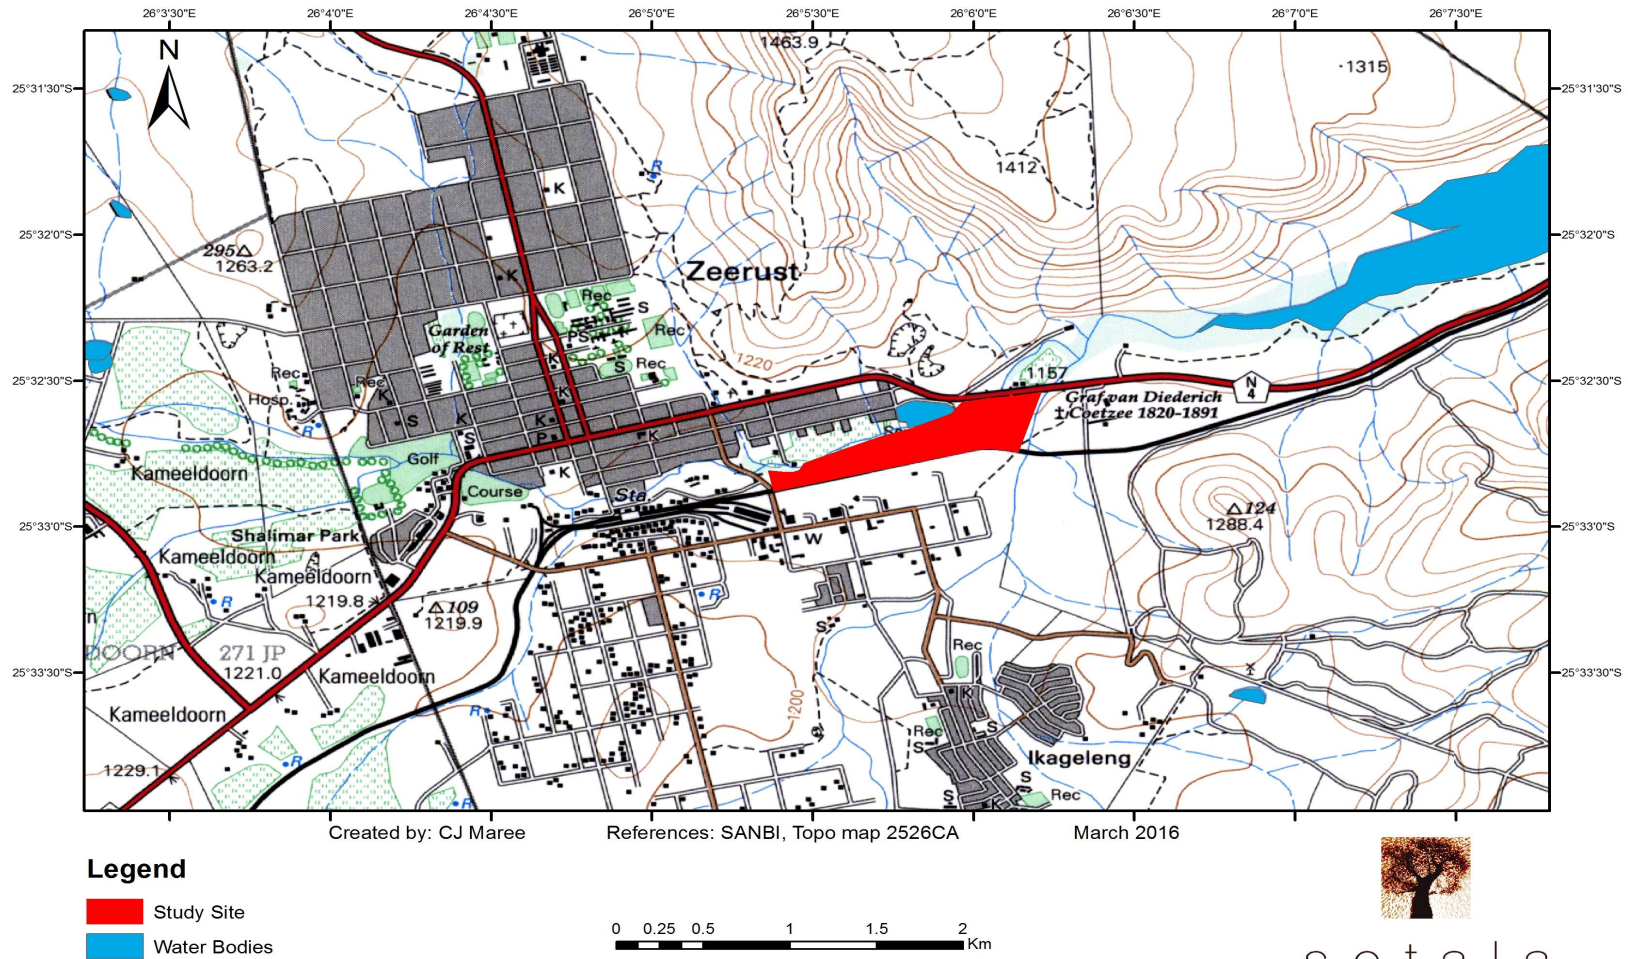 26°3'30"E 26°4'0"E 26°4'30"E 26°5'0"E 26°5'30"E 26°6'0"E 26°6'30"E 26°7'0"E 26°7'30"E
N
1463.9
1315
25°31'30"S 25°31'30"S
1412
R
K
25°32'0"S 25°32'0"S
295
1263.2
Zeerust
K
Rec
S
Garden
of Rest
S
Rec
K
S
Rec
1220
25°32'30"S 25°32'30"S
Rec
Rec
1157
N
4
Hosp.
K
K
Graf van Diederich
Coetzee 1820-1891
R
S
K
K
S
P
K
Golf
Kameeldoorn
K
Course
Sta.
124
1288.4
25°33'0"S 25°33'0"S
Shalimar Park
W
Kameeldoorn
Kameeldoorn
R
1219.8
109
1219.9
R
S
DOORN
271 JP
1221.0
Rec
25°33'30"S 25°33'30"S
Kameeldoorn
K
1200
Kameeldoorn
R
Rec
S
S
Ikageleng
R
1229.1
S
R
S
K
Rec
Created by: CJ Maree References: SANBI, Topo map 2526CA March 2016
Legend
Study Site
Water Bodies
0 0.25 0.5 1 1.5 2
Km